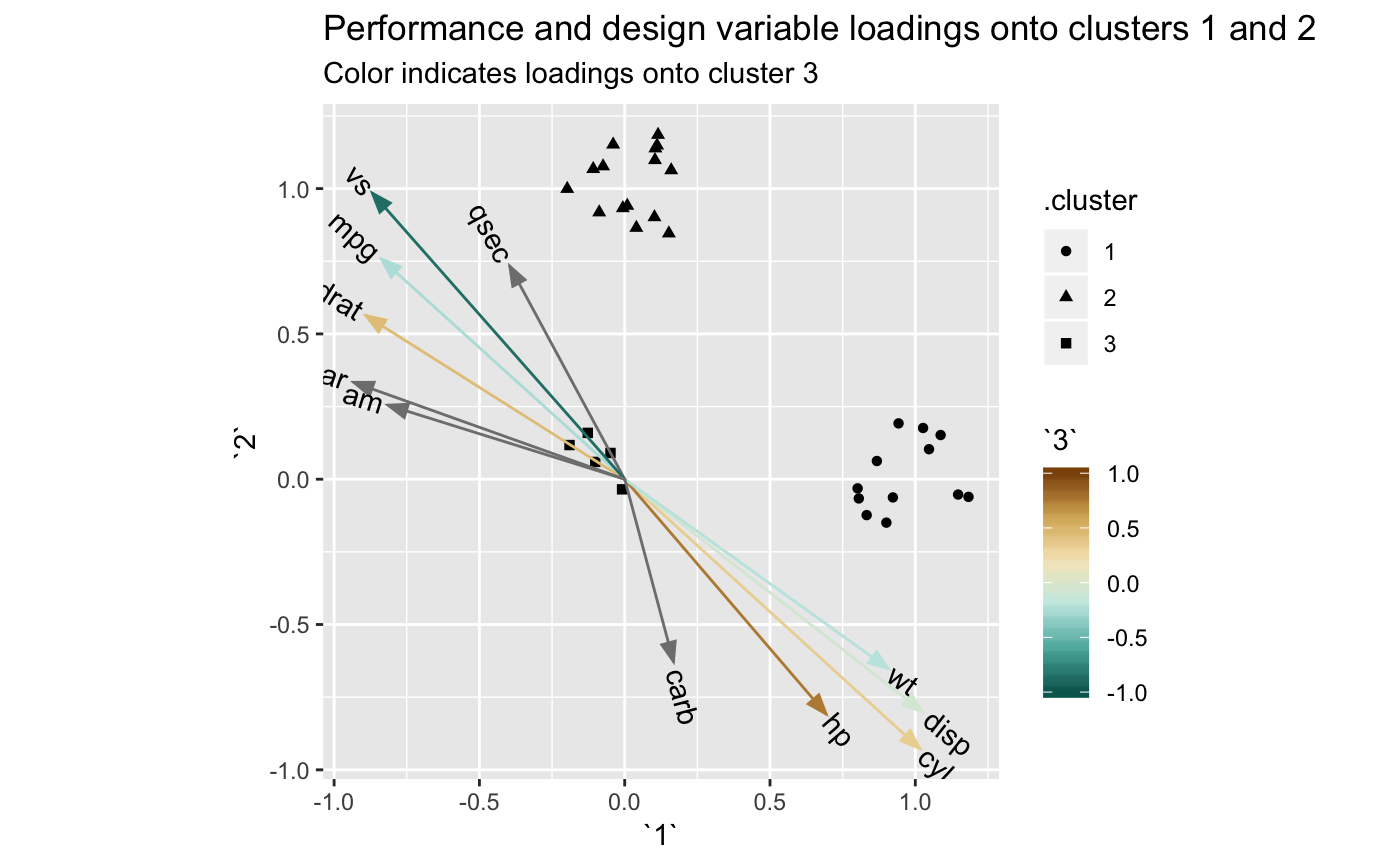 Performance and design variable loadings onto clusters 1 and 2
Color indicates loadings onto cluster 3
`2`
1.0
0.5
0.0
-0.5
-1.0
vs
mpg
qsec
drat
ar
am
carb
hp
wt
disp
cyl
-1.0
-0.5
0.0
0.5
1.0
`1`
.cluster
1
2
3
`3`
1.0
0.5
0.0
-0.5
-1.0